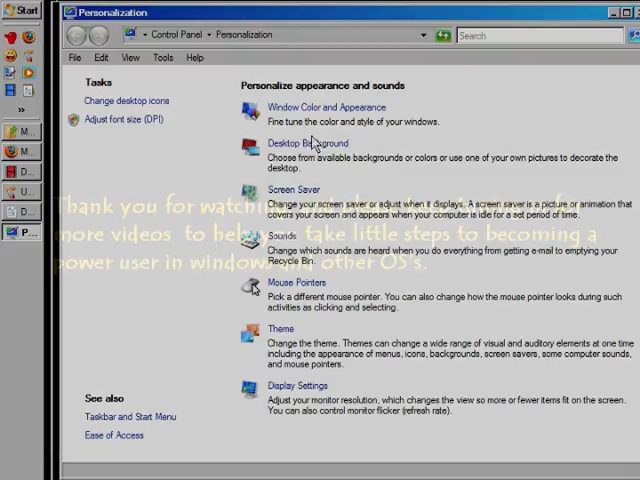 Start
Personalization
Control Panel
Personalization
Search
File
Edit
View
Tools
Help
M...
M...
D...
U...
D...
P...
Tasks
Change desktop icons
Adjust font size (DPI)
Personalize appearance and sounds
Window Color and Appearance
Fine tune the color and style of your windows.
Desktop Background
Choose from available backgrounds or colors or use one of your own pictures to decorate the
desktop.
Screen Saver
Change your screen saver or adjust when it displays. A screen saver is a picture or animation that
covers your screen and appears when your computer is idle for a set period of time.
Sounds
Change which sounds are heard when you do everything from getting e-mail to emptying your
Recycle Bin.
Mouse Pointers
Pick a different mouse pointer. You can also change how the mouse pointer looks during such
activities as clicking and selecting.
Theme
Change the theme. Themes can change a wide range of visual and auditory elements at one time
including the appearance of menus, icons, backgrounds, screen savers, some computer sounds,
and mouse pointers.
Display Settings
Adjust your monitor resolution, which changes the view so more or fewer items fit on the screen.
You can also control monitor flicker (refresh rate).
See also
Taskbar and Start Menu
Ease of Access
Thank you for watching
more videos to help you take little steps to becoming a
power user in windows and other OS's.